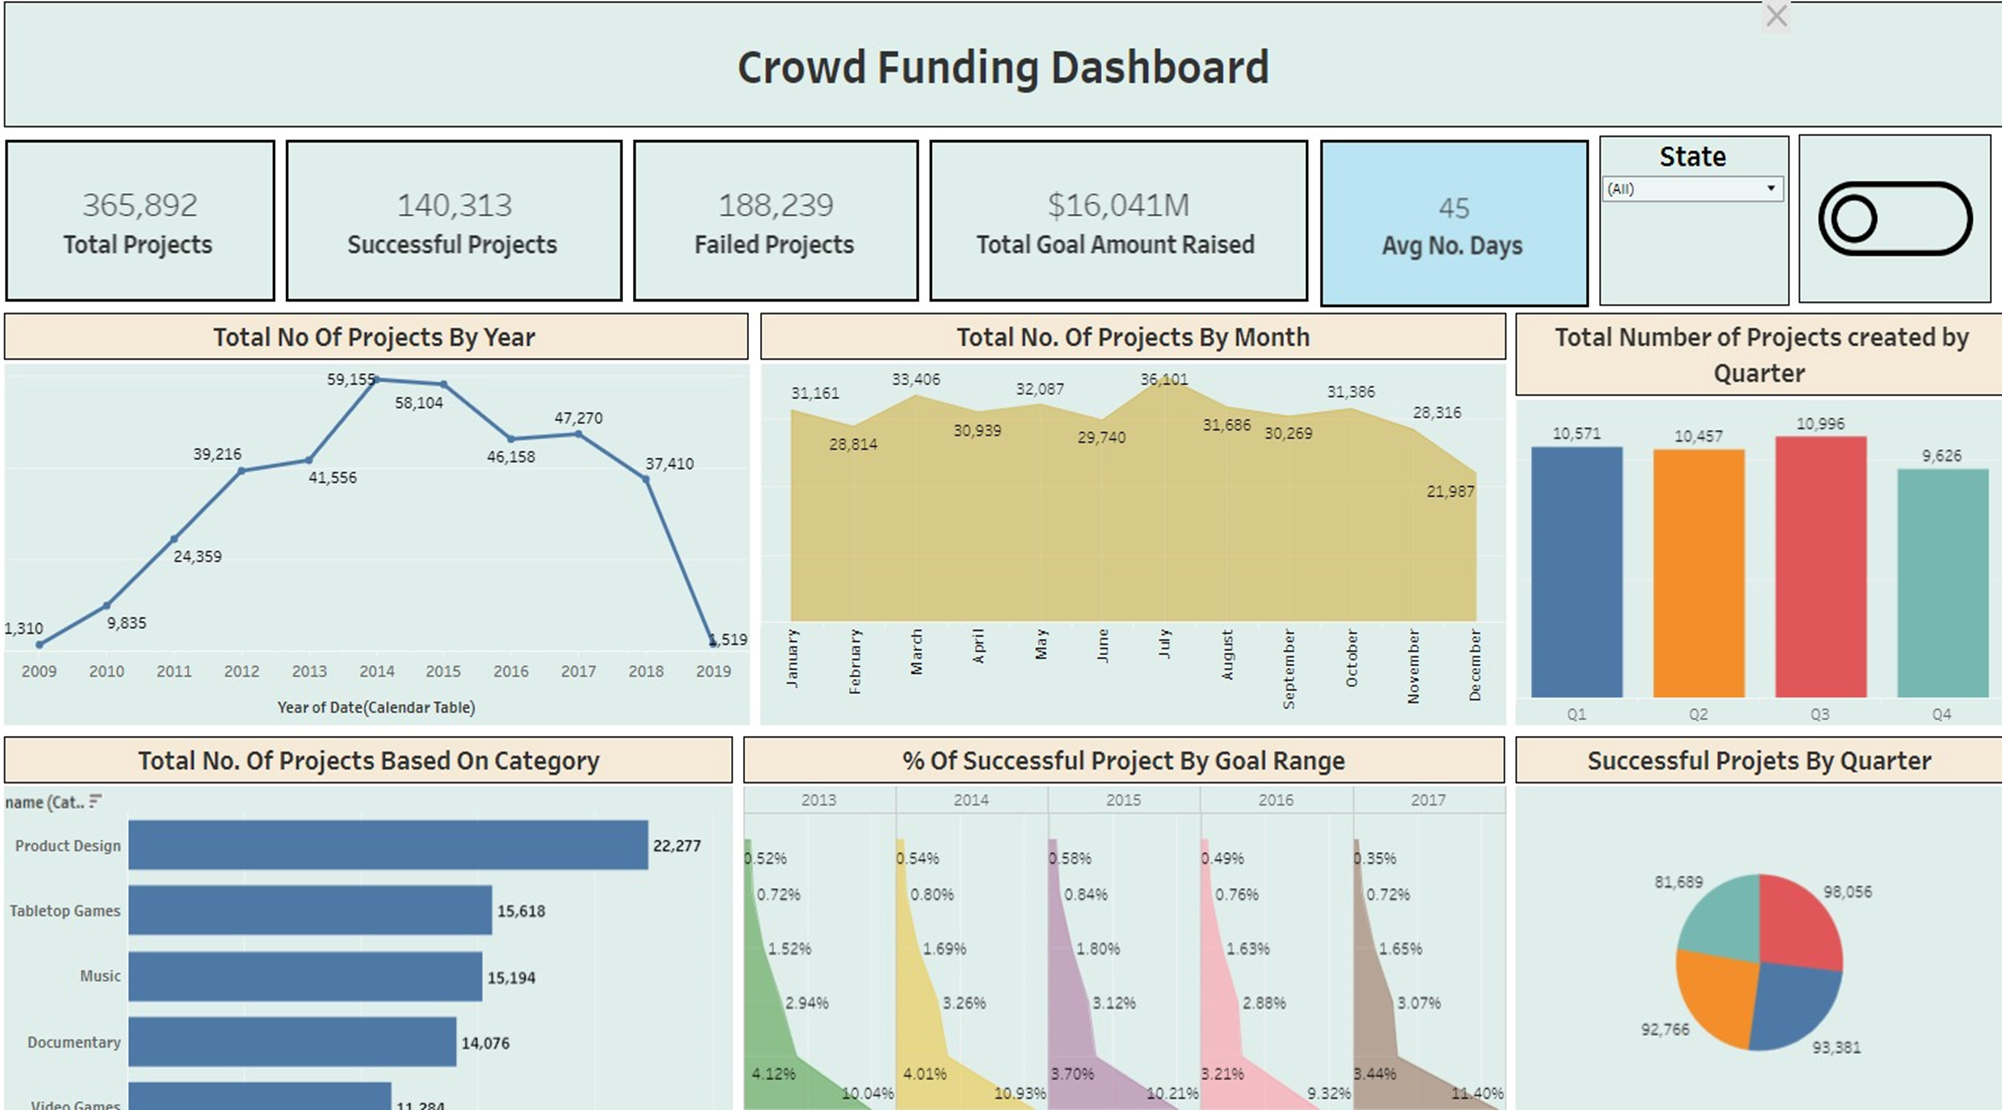 Crowd Funding Dashboard
365,892
Total Projects
140,313
Successful Projects
188,239
Failed Projects
$16,041M
Total Goal Amount Raised
45
Avg No. Days
State
(All)
Total No Of Projects By Year
59,155
58,104
47,270
46,158
39,216
41,556
37,410
24,359
9,835
1,310
1,519
2009 2010 2011 2012 2013 2014 2015 2016 2017 2018 2019
Year of Date(Calendar Table)
Total No. Of Projects By Month
31,161
28,814
33,406
30,939
32,087
29,740
36,101
31,686
30,269
31,386
28,316
21,987
January February March April May June July August September October November December
Total Number of Projects created by
Quarter
10,571 10,457 10,996 9,626
Q1 Q2 Q3 Q4
Total No. Of Projects Based On Category
name (Cat..
Product Design 22,277
Tabletop Games 15,618
Music 15,194
Documentary 14,076
Video Games 11,284
% Of Successful Project By Goal Range
2013 2014 2015 2016 2017
0.52% 0.54% 0.58% 0.49% 0.35%
0.72% 0.80% 0.84% 0.76% 0.72%
1.52% 1.69% 1.80% 1.63% 1.65%
2.94% 3.26% 3.12% 2.88% 3.07%
4.12% 4.01% 3.70% 3.21% 3.44%
10.04% 10.93% 10.21% 9.32% 11.40%
Successful Projets By Quarter
81,689
98,056
92,766
93,381